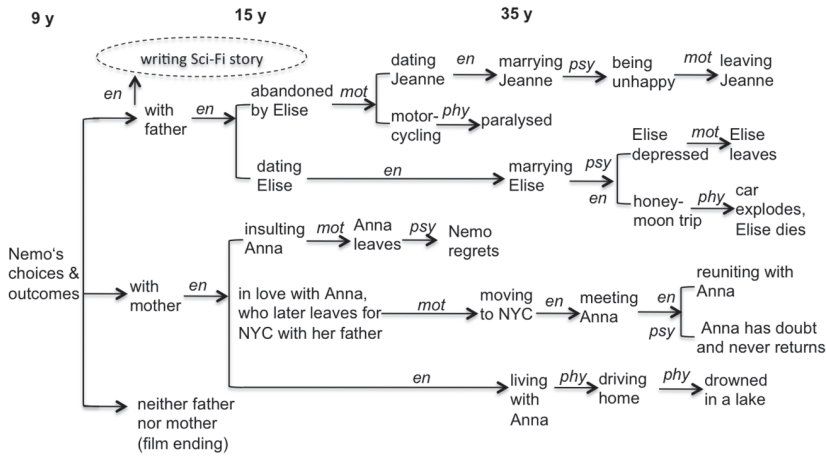 9 y
15 y
35 y
writing Sci-Fi story
en
with
father
en
abandoned
by Elise
mot
dating
Jeanne
en
marrying
Jeanne
psy
being
unhappy
mot
leaving
Jeanne
motor-
cycling
phy
paralysed
dating
Elise
en
marrying
Elise
psy
en
Elise
depressed
mot
Elise
leaves
honey-
moon trip
phy
car
explodes,
Elise dies
Nemo's
choices &
outcomes
with
mother
en
insulting
Anna
mot
Anna
leaves
psy
Nemo
regrets
in love with Anna,
who later leaves for
NYC with her father
mot
moving
to NYC
en
meeting
Anna
en
psy
reuniting with
Anna
Anna has doubt
and never returns
en
living
with
Anna
phy
driving
home
phy
drowned
in a lake
neither father
nor mother
(film ending)